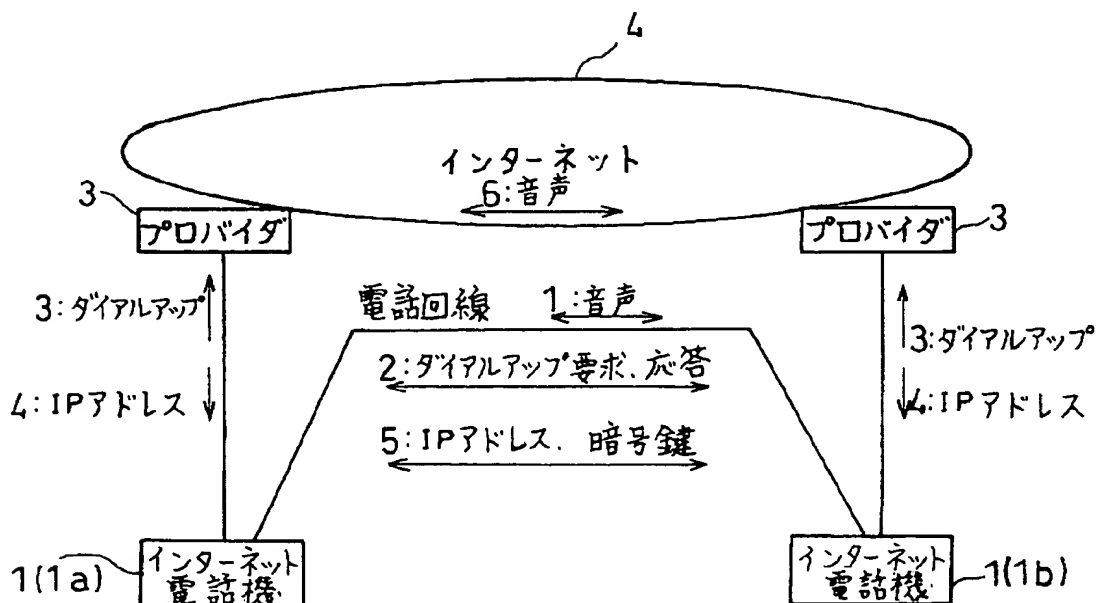 4
インターネット
6:音声
3
プロバイダ
プロバイダ
3
3:ダイアルアップ
電話回線
1:音声
3:ダイアルアップ
2:ダイアルアップ要求、応答
4:IPアドレス
4:IPアドレス
5:IPアドレス、暗号鍵
1(1a)
インターネット
電話機
インターネット
電話機
1(1b)